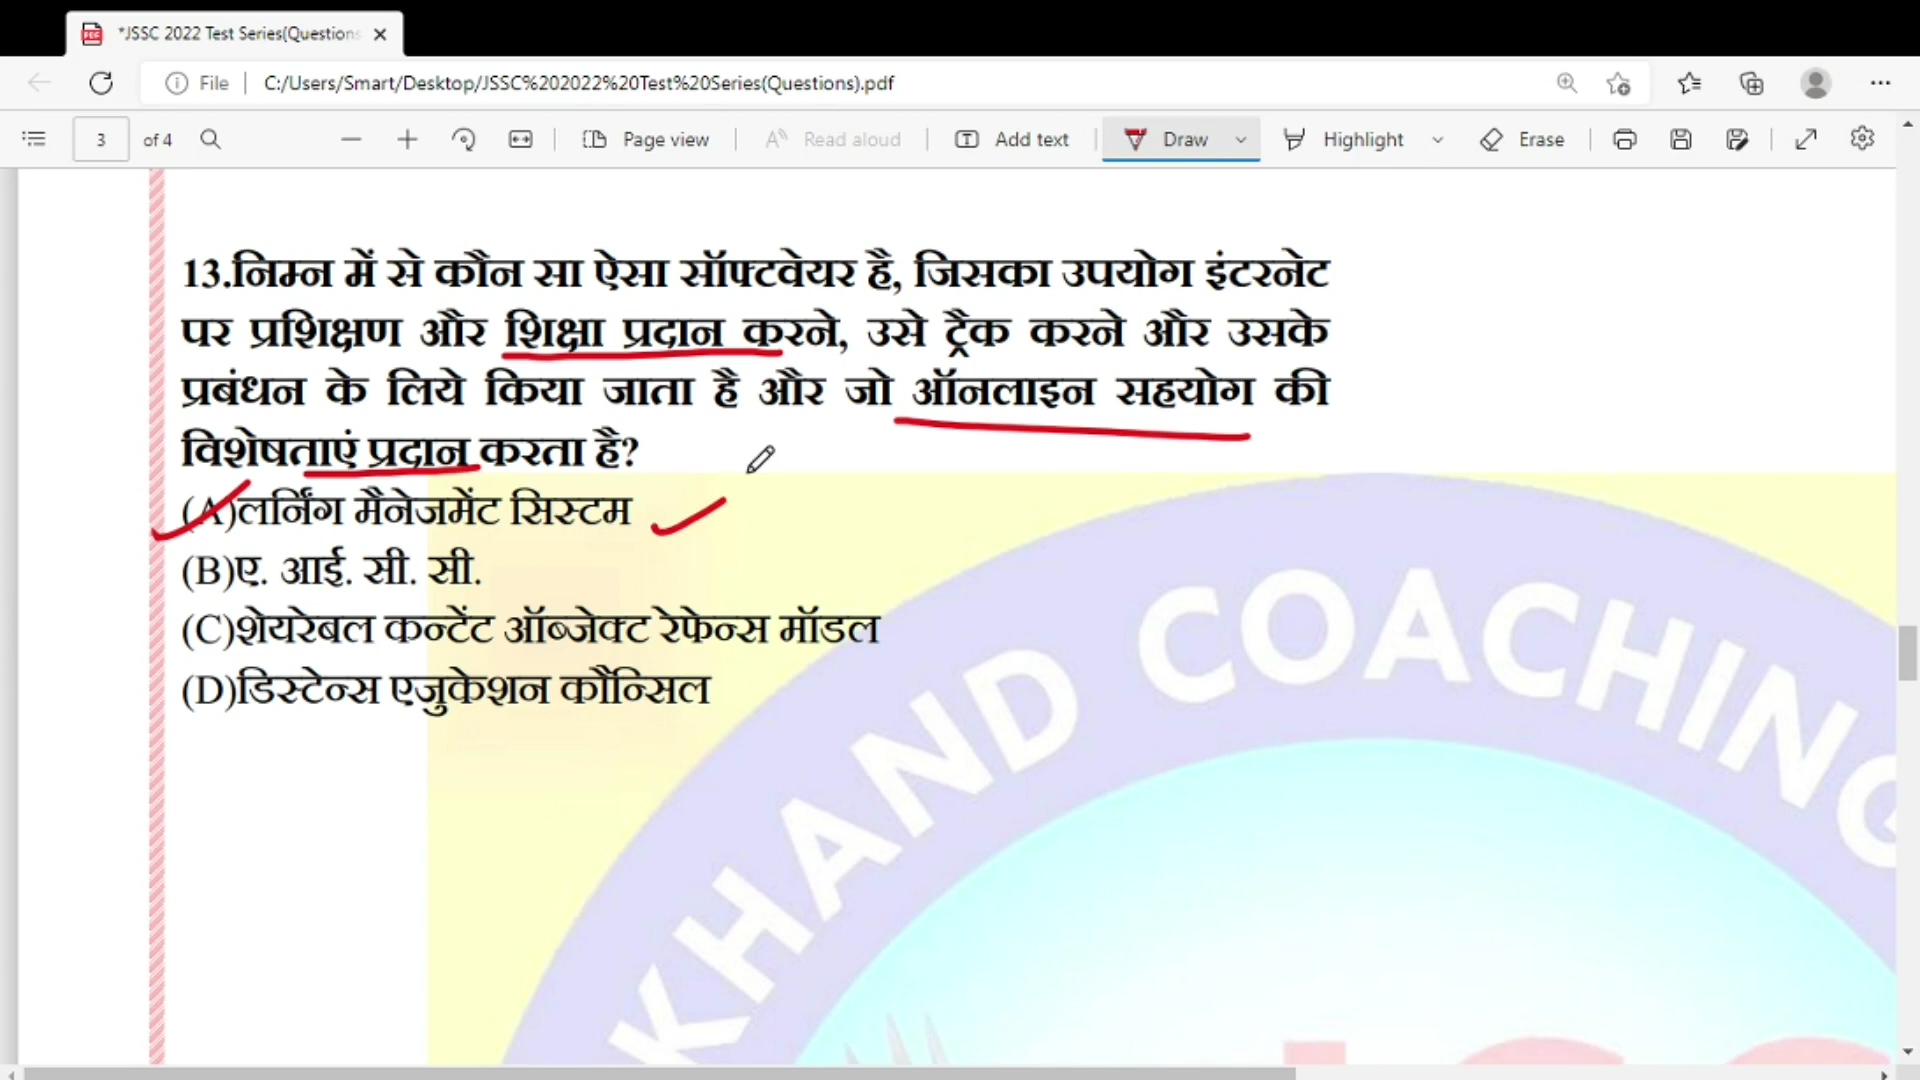 *JSSC 2022 Test Series(Questions
File
C:/Users/Smart/Desktop/JSSC%202022%20Test%20Series(Questions).pdf
3 of 4
Page view
Read aloud
Add text
Draw
Highlight
Erase
13.निम्न में से कौन सा ऐसा सॉफ्टवेयर है, जिसका उपयोग इंटरनेट
पर प्रशिक्षण और शिक्षा प्रदान करने, उसे ट्रैक करने और उसके
प्रबंधन के लिये किया जाता है और जो ऑनलाइन सहयोग की
विशेषताएं प्रदान करता है?
(A)लर्निंग मैनेजमेंट सिस्टम
(B)ए. आई. सी. सी.
(C)शेयरेबल कन्टेंट ऑब्जेक्ट रेफेन्स मॉडल
(D)डिस्टेन्स एजुकेशन कौन्सिल
KHAND COACHING